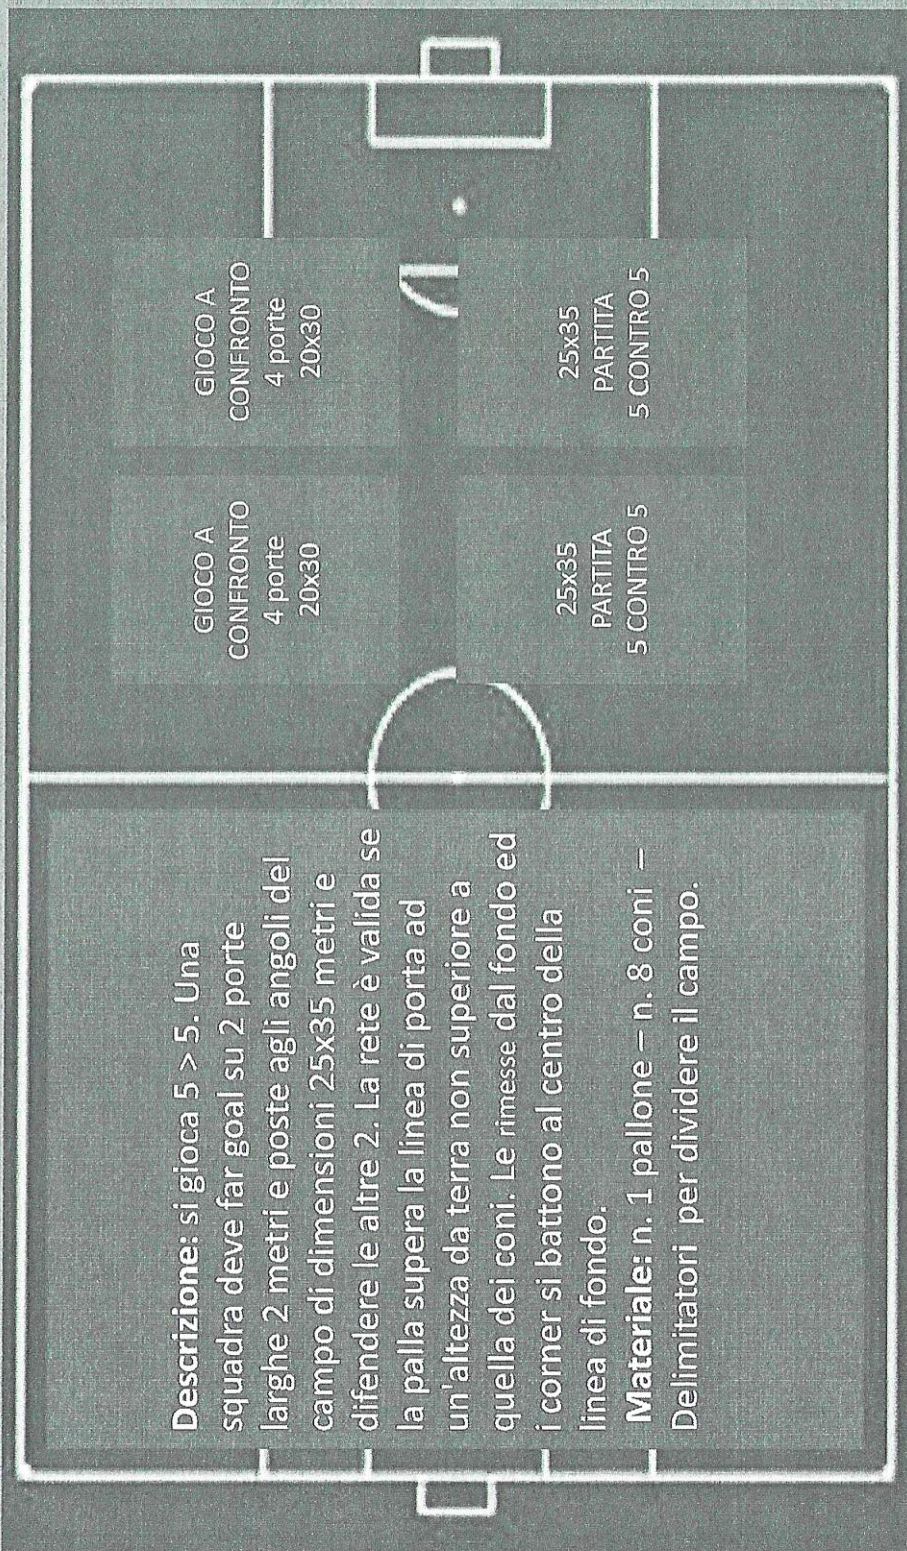 Descrizione: si gioca 5 > 5. Una
squadra deve far goal su 2 porte
larghe 2 metri e poste agli angoli del
campo di dimensioni 25x35 metri e
difendere le altre 2. La rete è valida se
la palla supera la linea di porta ad
un'altezza da terra non superiore a
quella dei coni. Le rimesse dal fondo ed
i corner si battono al centro della
linea di fondo.
Materiale: n. 1 pallone – n. 8 coni –
Delimitatori per dividere il campo.
GIOCO A
CONFRONTO
4 porte
20x30
GIOCO A
CONFRONTO
4 porte
20x30
25x35
PARTITA
5 CONTRO 5
25x35
PARTITA
5 CONTRO 5